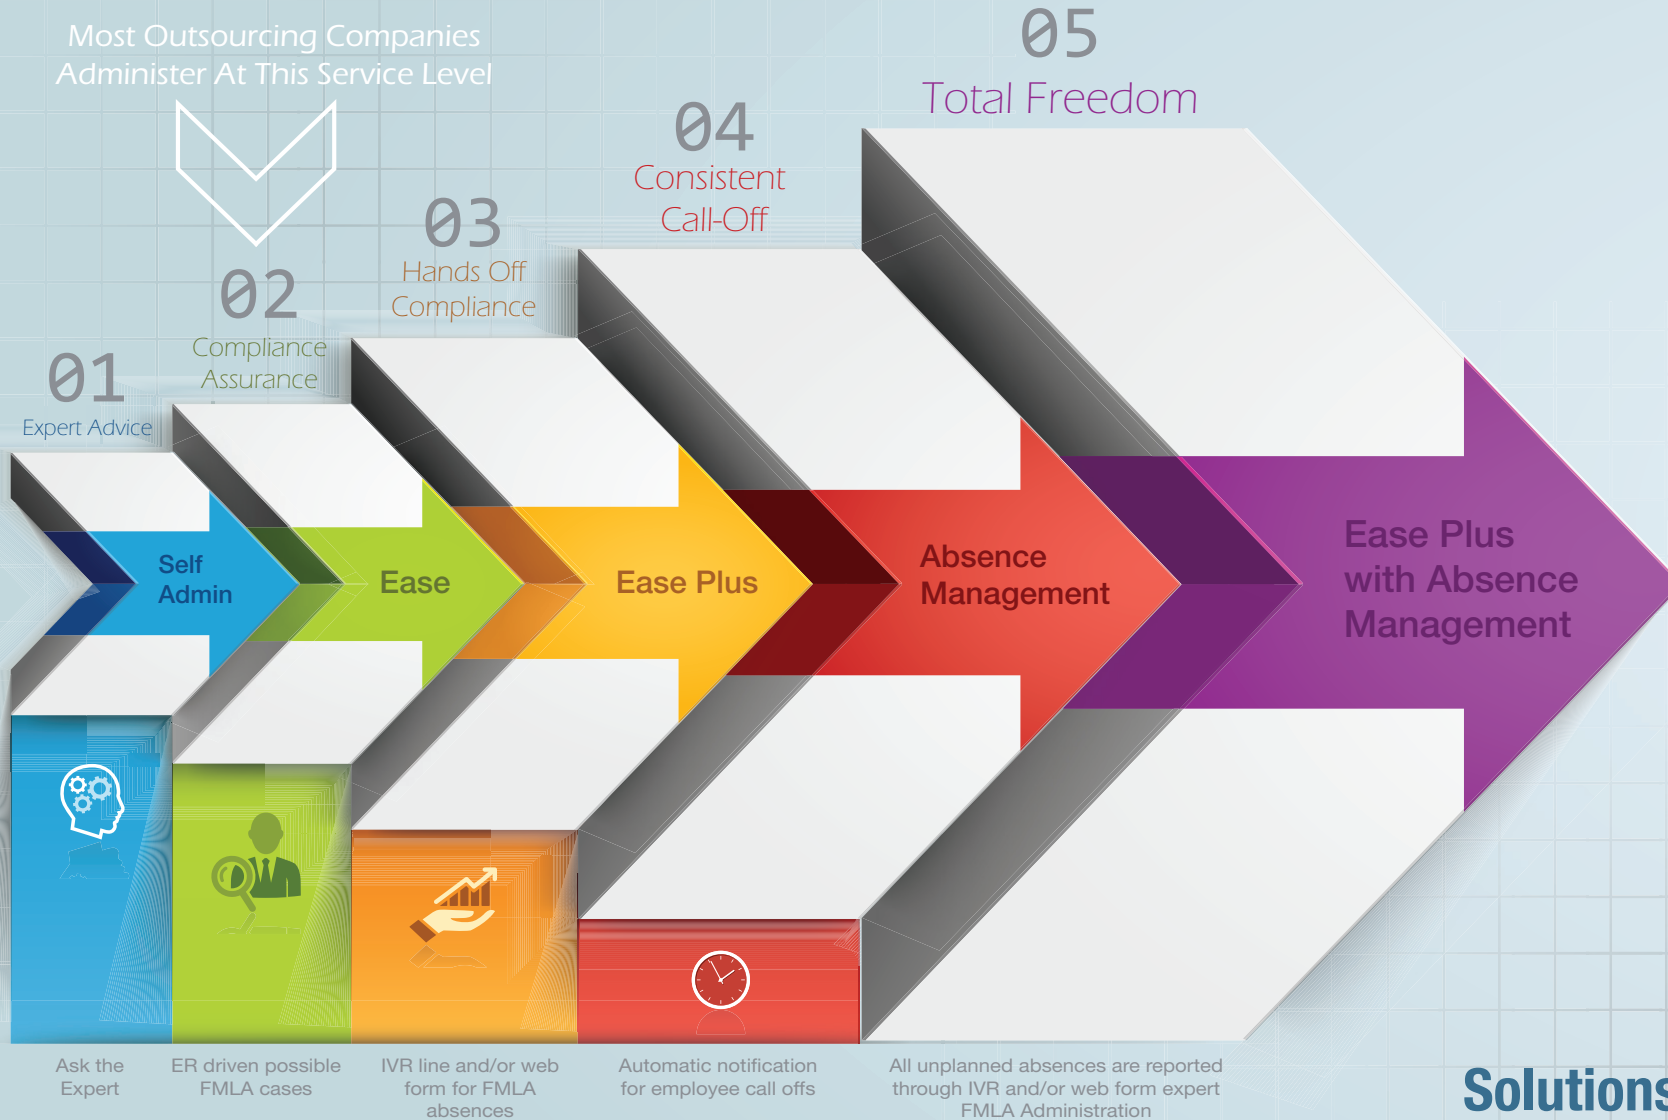 Most Outsourcing Companies
Administer At This Service Level
01
Expert Advice
02
Compliance
Assurance
03
Hands Off
Compliance
04
Consistent
Call-Off
05
Total Freedom
Self
Admin
Ease
Ease Plus
Absence
Management
Ease Plus
with Absence
Management
Ask the
Expert
ER driven possible
FMLA cases
IVR line and/or web
form for FMLA
absences
Automatic notification
for employee call offs
All unplanned absences are reported
through IVR and/or web form expert
FMLA Administration
Solutions